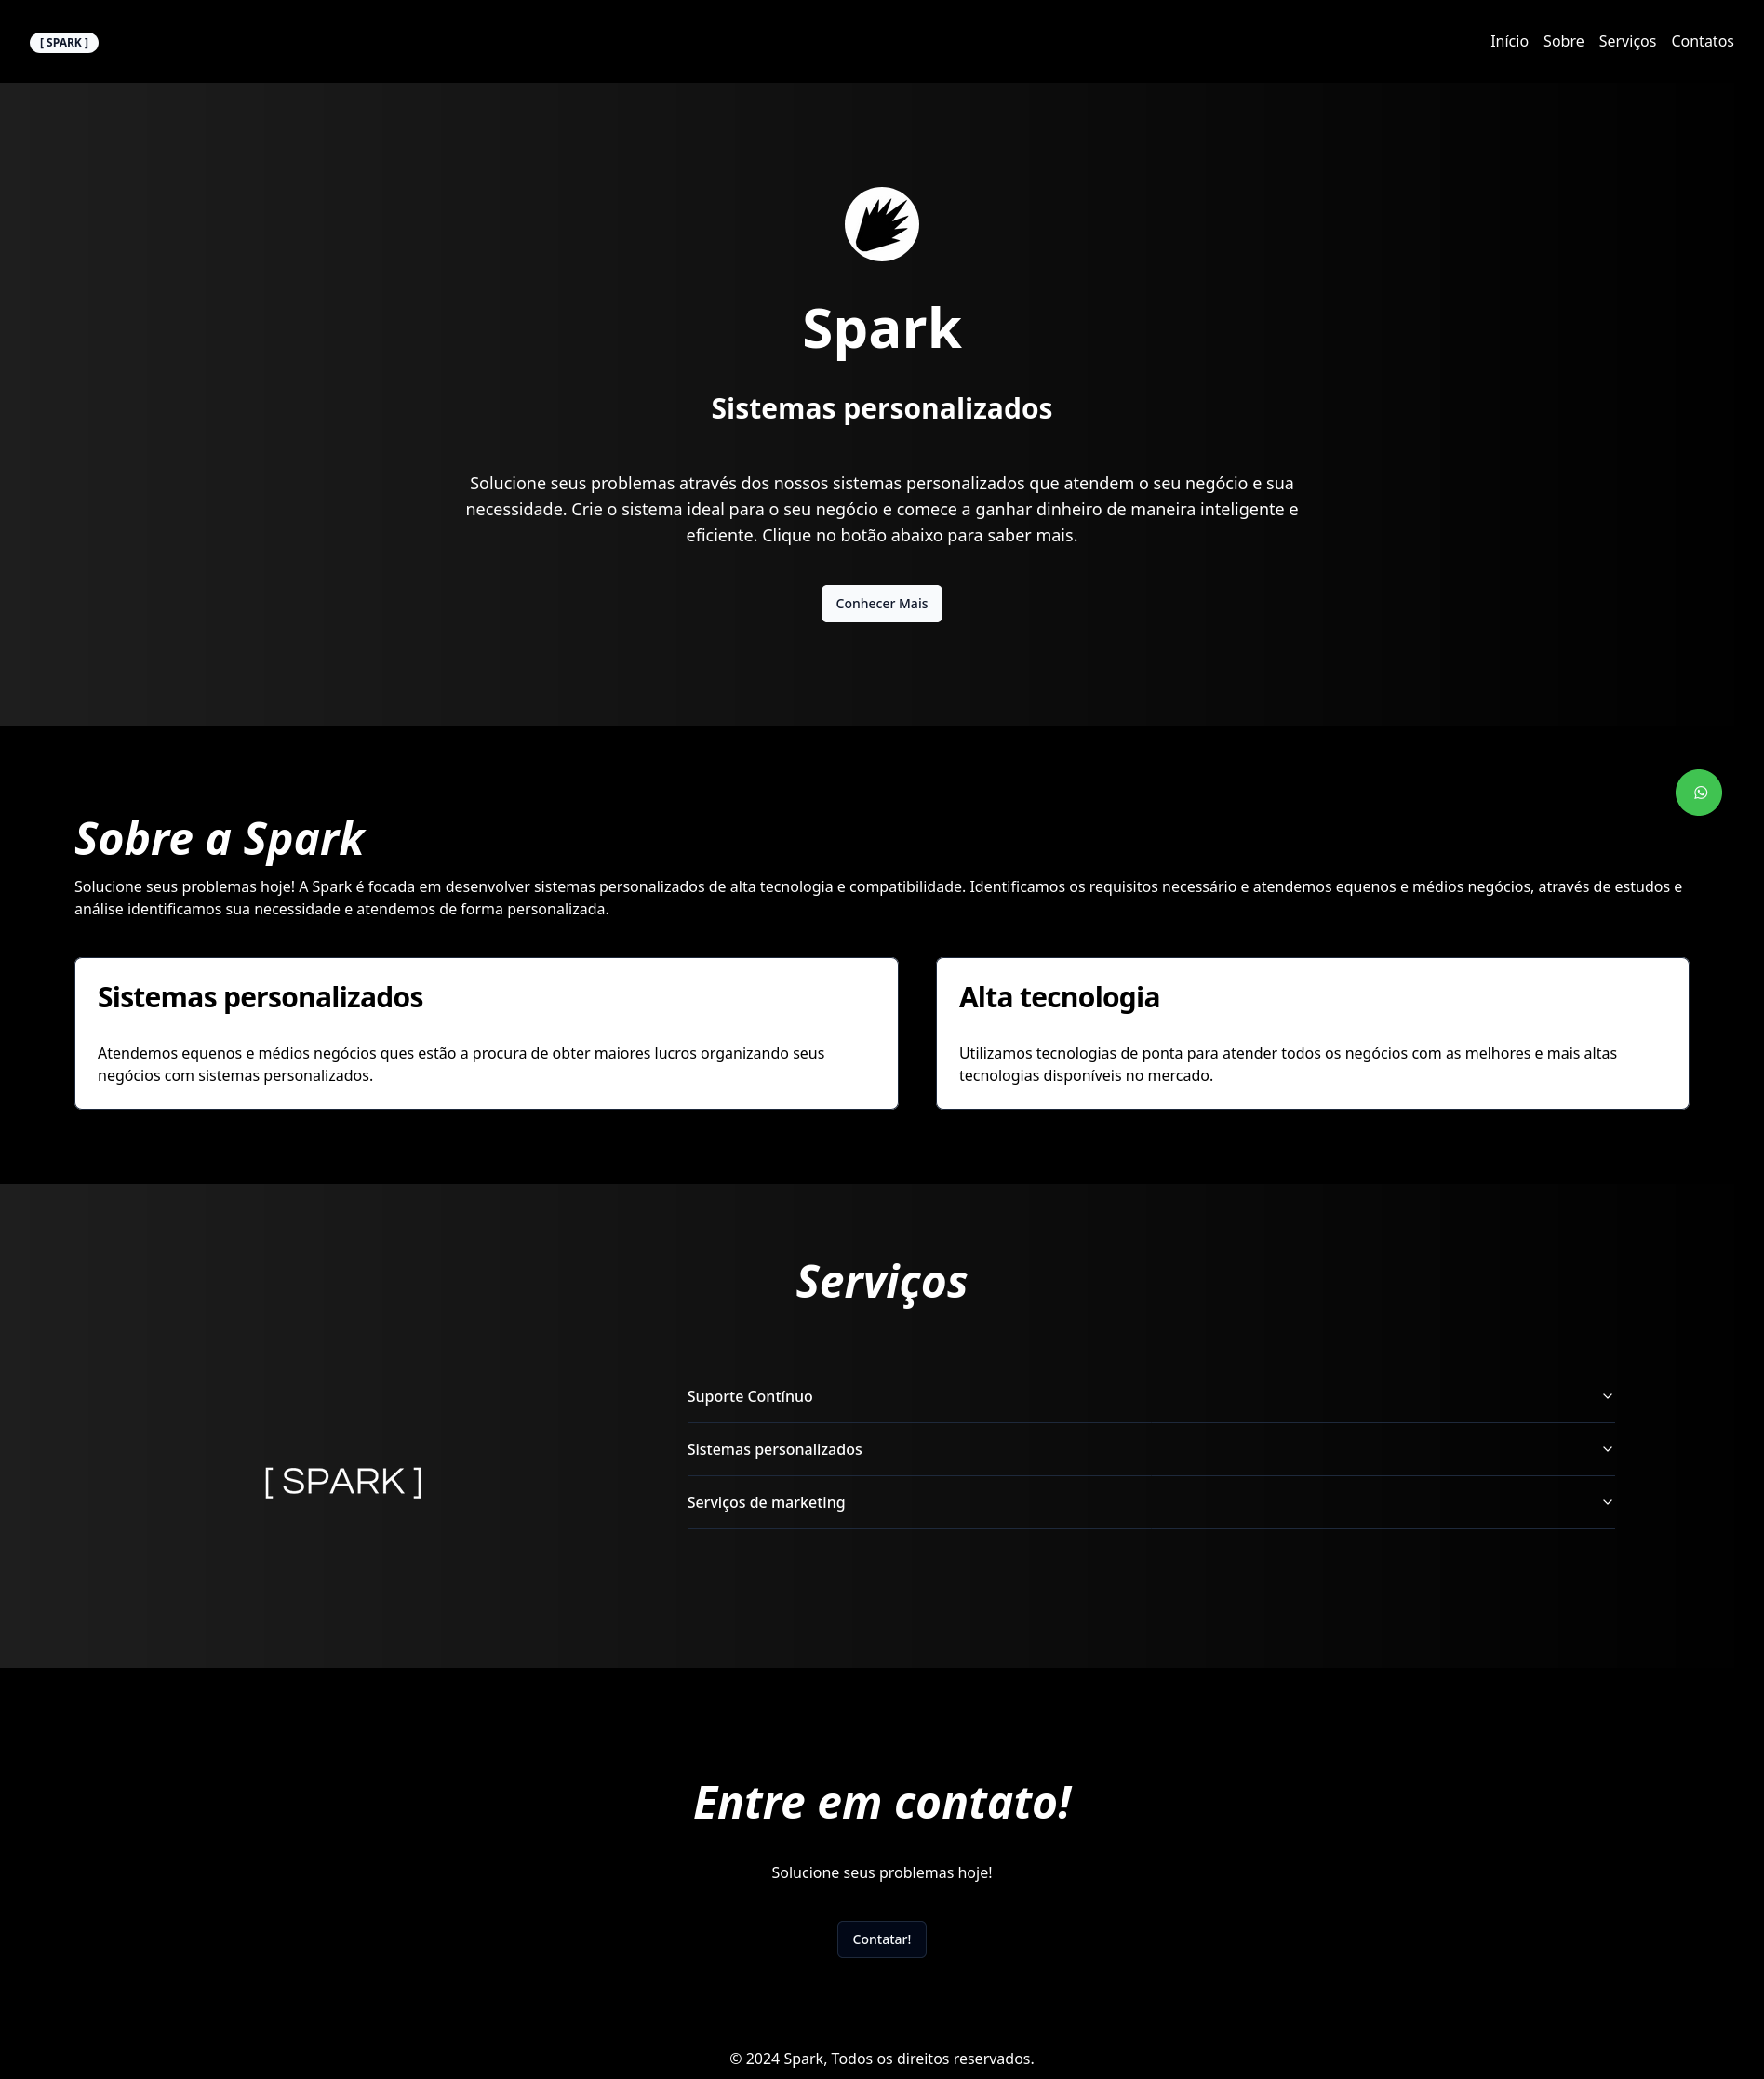 [ SPARK ]
Início Sobre Serviços Contatos
Spark
Sistemas personalizados
Solucione seus problemas através dos nossos sistemas personalizados que atendem o seu negócio e sua
necessidade. Crie o sistema ideal para o seu negócio e comece a ganhar dinheiro de maneira inteligente e
eficiente. Clique no botão abaixo para saber mais.
Conhecer Mais
Sobre a Spark
Solucione seus problemas hoje! A Spark é focada em desenvolver sistemas personalizados de alta tecnologia e compatibilidade. Identificamos os requisitos necessário e atendemos equenos e médios negócios, através de estudos e
análise identificamos sua necessidade e atendemos de forma personalizada.
Sistemas personalizados
Atendemos equenos e médios negócios ques estão a procura de obter maiores lucros organizando seus
negócios com sistemas personalizados.
Alta tecnologia
Utilizamos tecnologias de ponta para atender todos os negócios com as melhores e mais altas
tecnologias disponíveis no mercado.
Serviços
[ SPARK ]
Suporte Contínuo
Sistemas personalizados
Serviços de marketing
Entre em contato!
Solucione seus problemas hoje!
Contatar!
© 2024 Spark, Todos os direitos reservados.